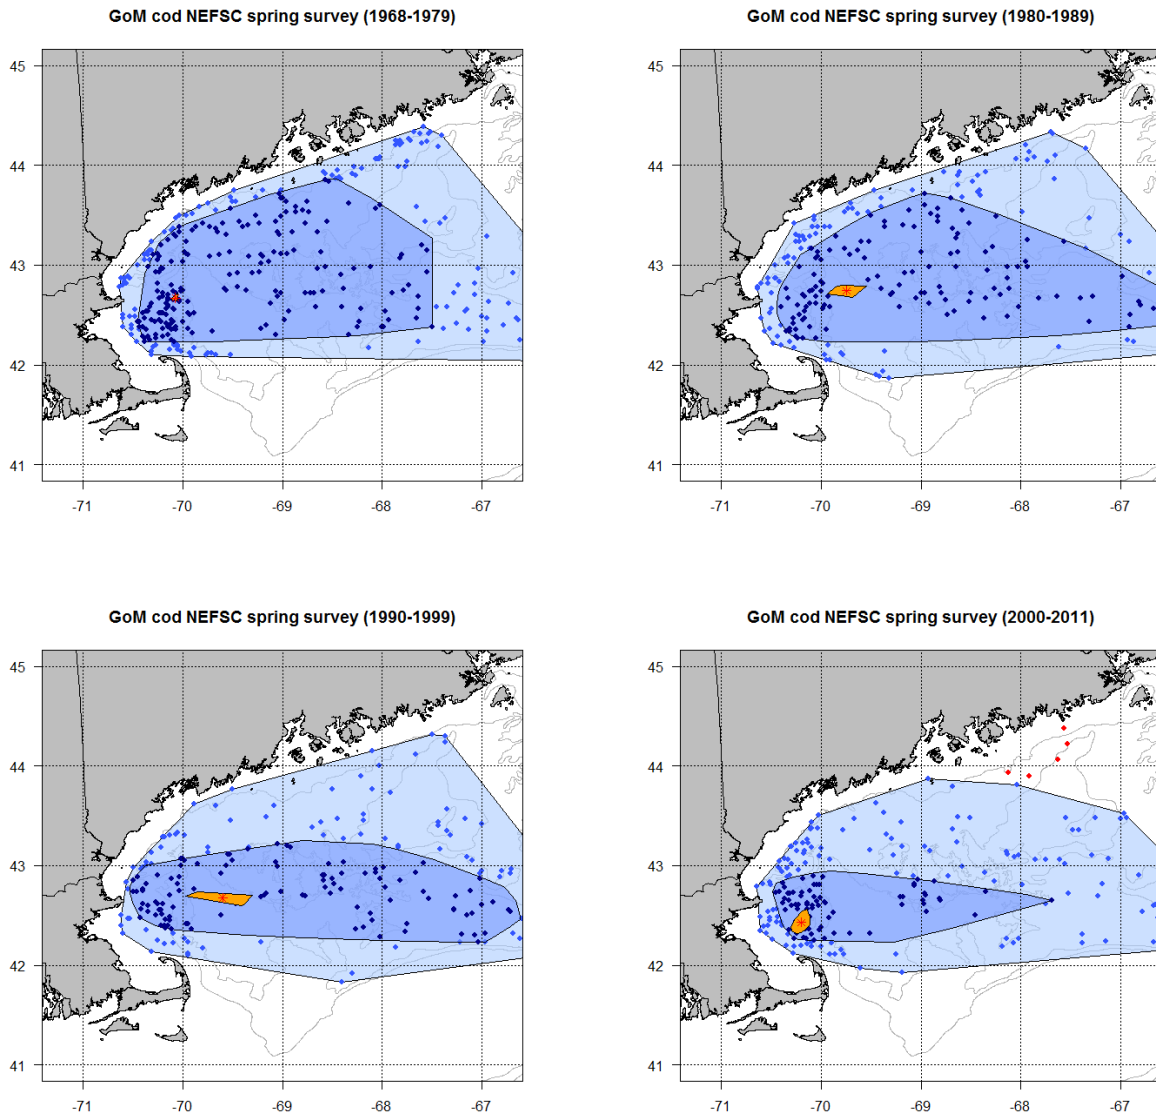 GoM cod NEFSC spring survey (1968-1979)
45
44
43
42
41
-71 -70 -69 -68 -67
GoM cod NEFSC spring survey (1980-1989)
45
44
43
42
41
-71 -70 -69 -68 -67
GoM cod NEFSC spring survey (1990-1999)
45
44
43
42
41
-71 -70 -69 -68 -67
GoM cod NEFSC spring survey (2000-2011)
45
44
43
42
41
-71 -70 -69 -68 -67